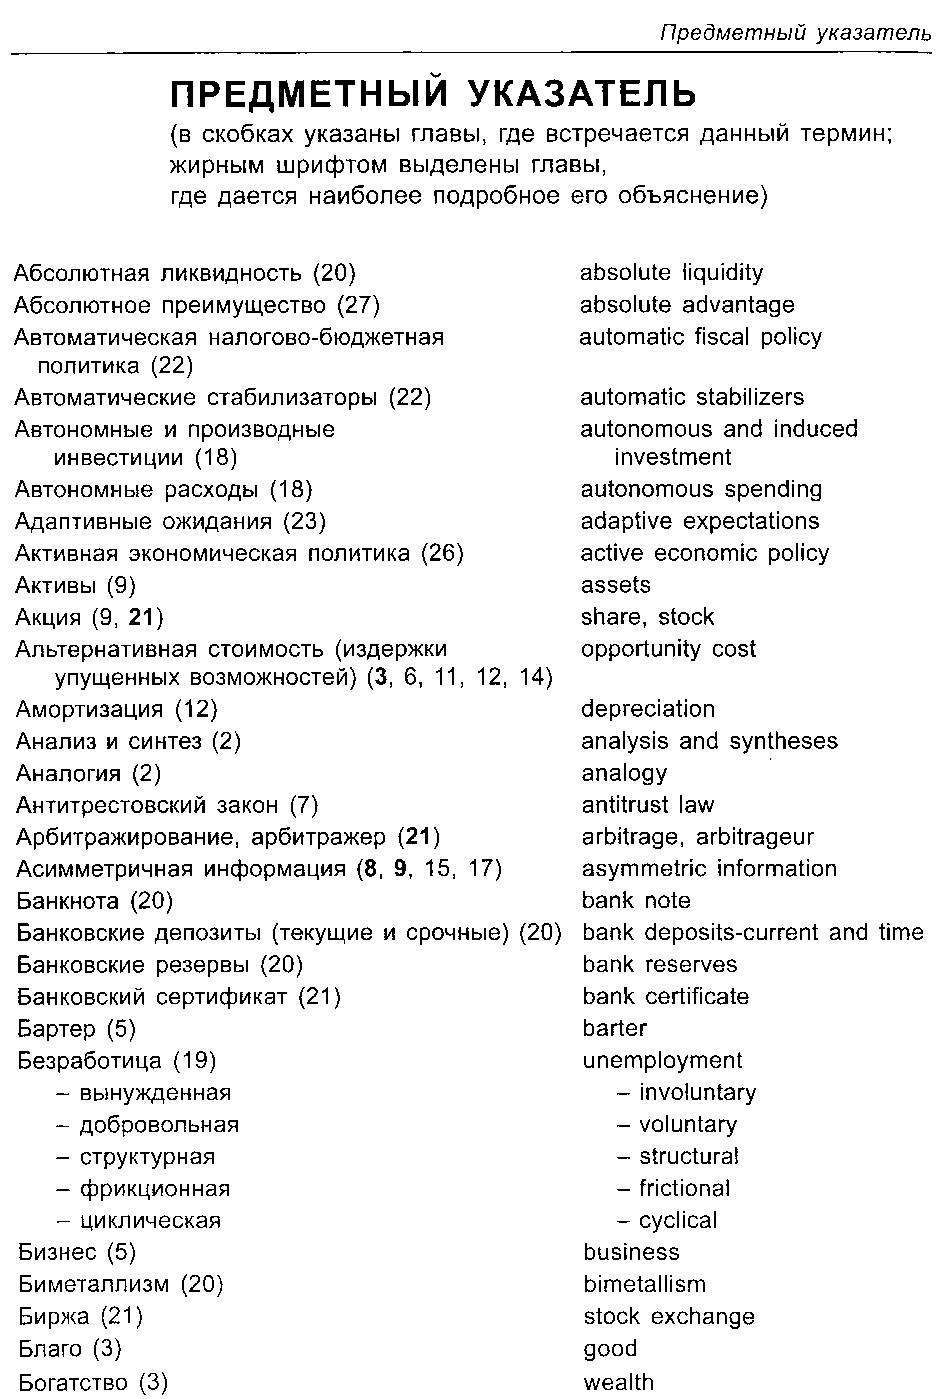 Предметный указатель
ПРЕДМЕТНЫЙ УКАЗАТЕЛЬ
(в скобках указаны главы, где встречается данный термин;
жирным шрифтом выделены главы,
где дается наиболее подробное его объяснение)
Абсолютная ликвидность (20) absolute liquidity
Абсолютное преимущество (27) absolute advantage
Автоматическая налогово-бюджетная automatic fiscal policy
политика (22)
Автоматические стабилизаторы (22) automatic stabilizers
Автономные и производные autonomous and induced
инвестиции (18) investment
Автономные расходы (18) autonomous spending
Адаптивные ожидания (23) adaptive expectations
Активная экономическая политика (26) active economic policy
Активы (9) assets
Акция (9, 21) share, stock
Альтернативная стоимость (издержки opportunity cost
упущенных возможностей) (3, 6, 11, 12, 14)
Амортизация (12) depreciation
Анализ и синтез (2) analysis and syntheses
Аналогия (2) analogy
Антитрестовский закон (7) antitrust law
Арбитражирование, арбитражер (21) arbitrage, arbitrageur
Асимметричная информация (8, 9, 15, 17) asymmetric information
Банкнота (20) bank note
Банковские депозиты (текущие и срочные) (20) bank deposits-current and time
Банковские резервы (20) bank reserves
Банковский сертификат (21) bank certificate
Бартер (5) barter
Безработица (19) unemployment
– вынужденная – involuntary
– добровольная – voluntary
– структурная – structural
– фрикционная – frictional
– циклическая – cyclical
Бизнес (5) business
Биметаллизм (20) bimetallism
Биржа (21) stock exchange
Благо (3) good
Богатство (3) wealth